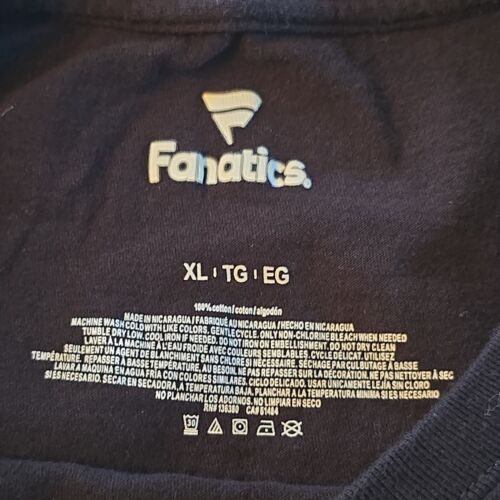 Fanatics.
XL TG EG
100% cotton/coton/algodón
MADE IN NICARAGUA / FABRIQUÉ AU NICARAGUA / HECHO EN NICARAGUA
MACHINE WASH COLD WITH LIKE COLORS. GENTLE CYCLE. ONLY NON-CHLORINE BLEACH WHEN NEEDED
TUMBLE DRY LOW. COOL IRON IF NEEDED. DO NOT IRON ON EMBELLISHMENT. DO NOT DRY CLEAN
LAVER À LA MACHINE À L'EAU FROIDE AVEC COULEURS SEMBLABLES. CYCLE DÉLICAT. UTILISEZ
SEULEMENT UN AGENT DE BLANCHIMENT SANS CHLORE SI NÉCESSAIRE. SÉCHAGE PAR CULBUTAGE À BASSE
TEMPÉRATURE. REPASSER À BASSE TEMPÉRATURE, AU BESOIN. NE PAS REPASSER SUR LA DÉCORATION. NE PAS NETTOYER À SEC
LAVAR A MAQUINA EN AGUA FRÍA CON COLORES SIMILARES. CICLO DELICADO. USAR ÚNICAMENTE LEJÍA SIN CLORO
SI ES NECESARIO. SECAR EN SECADORA, A TEMPERATURA BAJA. PLANCHAR A LA TEMPERATURA MÍNIMA SI ES NECESARIO
NO PLANCHAR LOS ADORNOS. NO LIMPIAR EN SECO
RN# 136380 CA# 51484
30